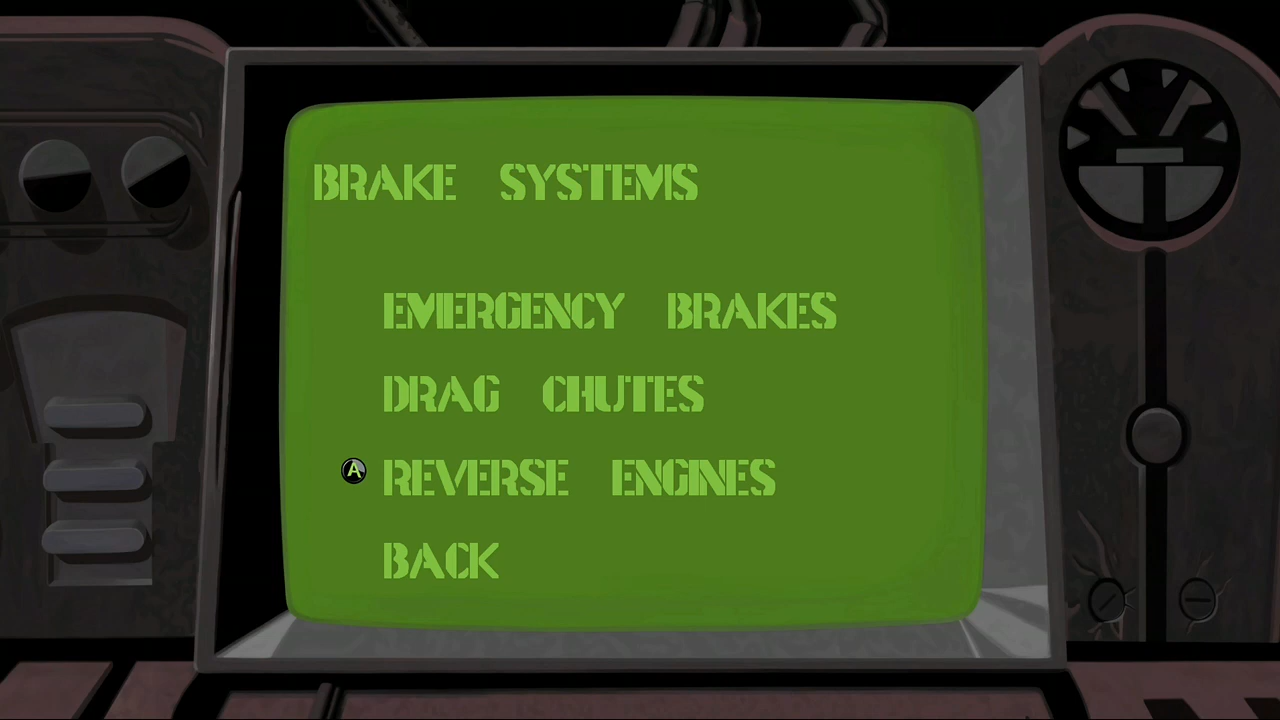 BRAKE SYSTEMS
EMERGENCY BRAKES
DRAG CHUTES
A REVERSE ENGINES
BACK